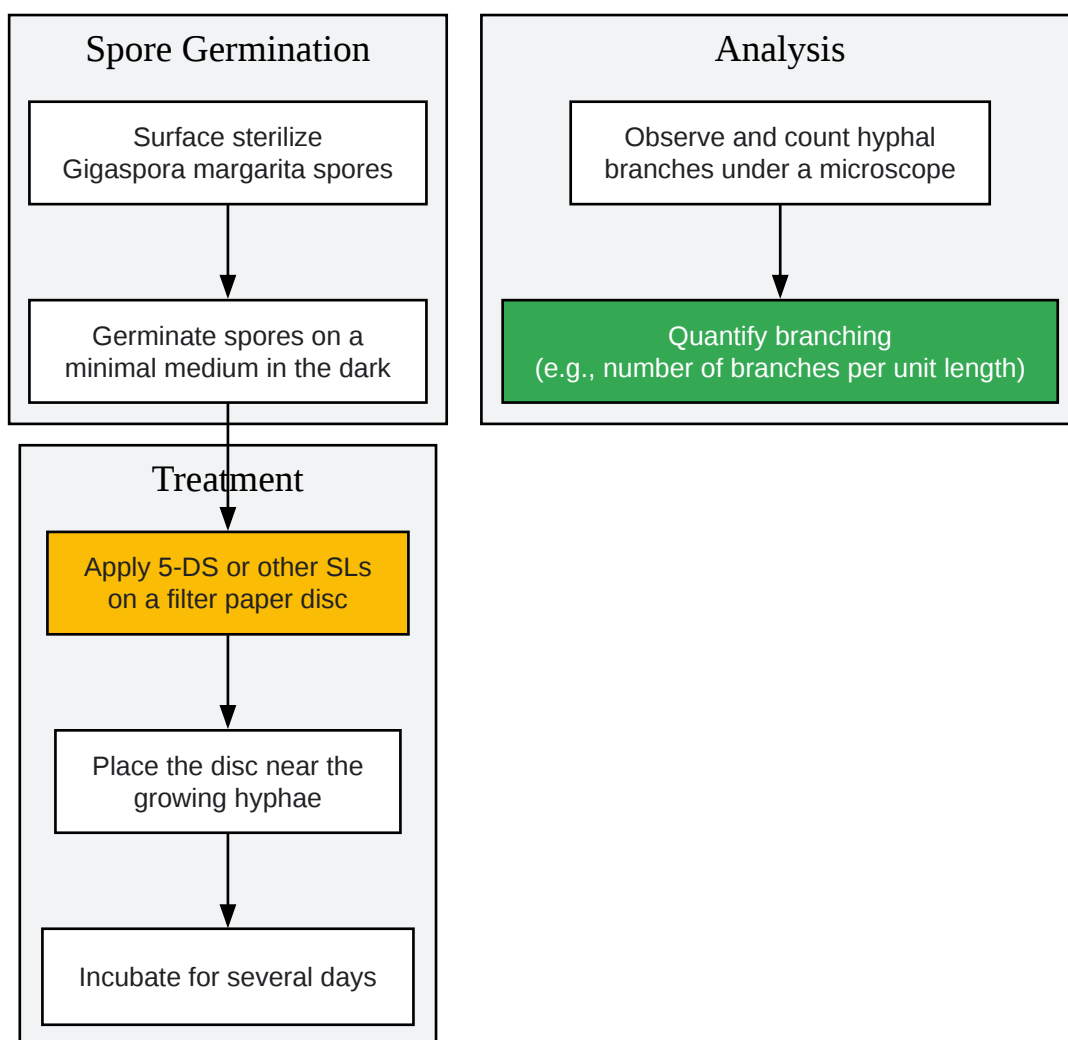 Spore Germination
Surface sterilize
Gigaspora margarita spores
Germinate spores on a
minimal medium in the dark
Treatment
Apply 5-DS or other SLs
on a filter paper disc
Place the disc near the
growing hyphae
Incubate for several days
Analysis
Observe and count hyphal
branches under a microscope
Quantify branching
(e.g., number of branches per unit length)